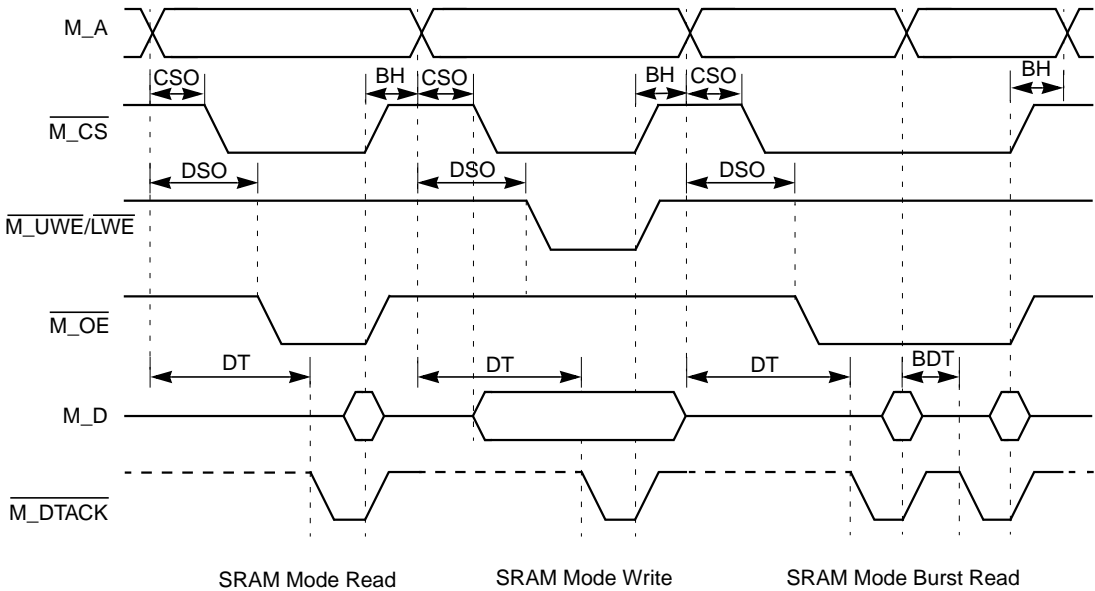 M_A
CSO BH CSO BH CSO BH
M_CS
DSO DSO DSO
M_UWE/LWE
M_OE
DT DT DT BDT
M_D
M_DTACK
SRAM Mode Read SRAM Mode Write SRAM Mode Burst Read